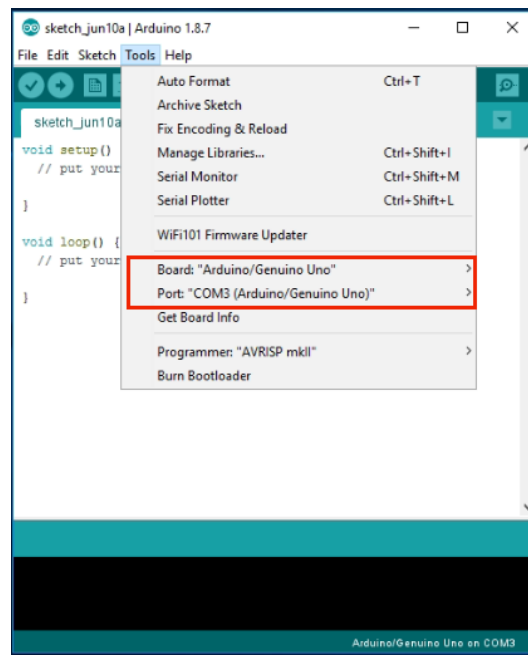 sketch_jun10a | Arduino 1.8.7
File Edit Sketch Tools Help
sketch_jun10a
void setup()
// put your
}
void loop() {
// put your
}
Auto Format Ctrl+T
Archive Sketch
Fix Encoding & Reload
Manage Libraries... Ctrl+Shift+I
Serial Monitor Ctrl+Shift+M
Serial Plotter Ctrl+Shift+L
WiFi101 Firmware Updater
Board: "Arduino/Genuino Uno"
Port: "COM3 (Arduino/Genuino Uno)"
Get Board Info
Programmer: "AVRISP mkII"
Burn Bootloader
Arduino/Genuino Uno on COM3